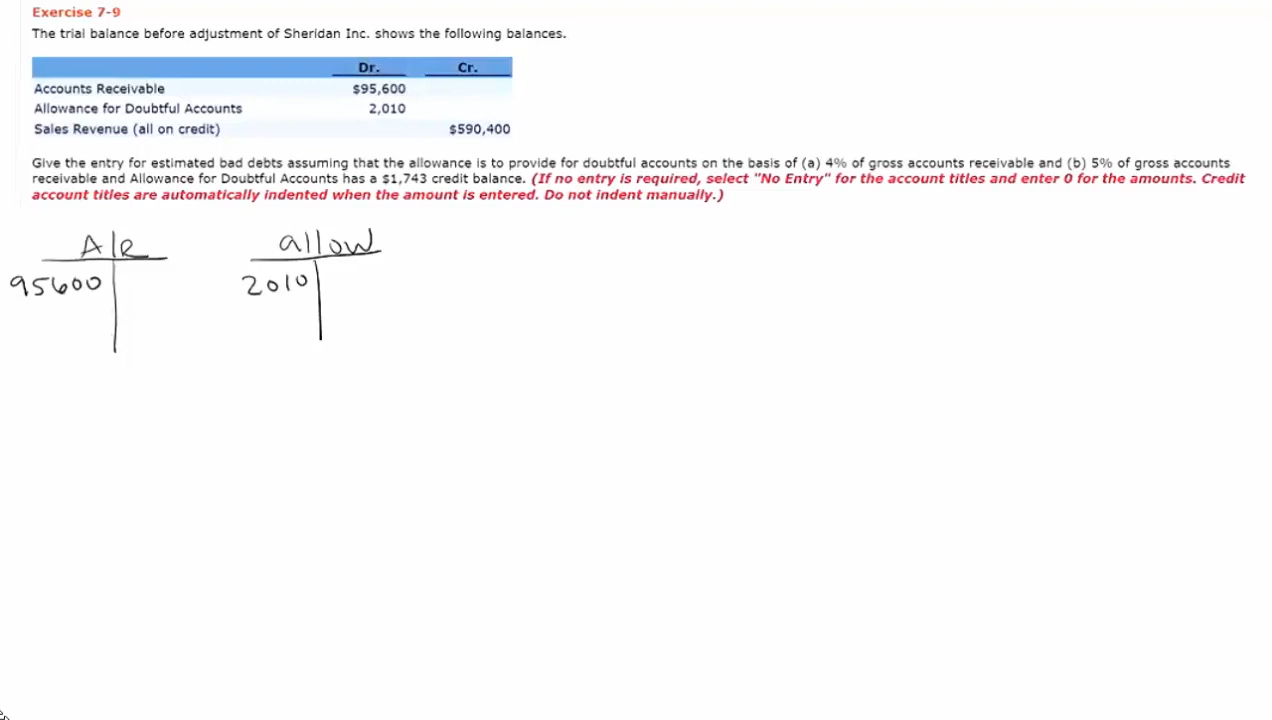 Exercise 7-9
The trial balance before adjustment of Sheridan Inc. shows the following balances.
Dr. Cr.
Accounts Receivable $95,600
Allowance for Doubtful Accounts 2,010
Sales Revenue (all on credit) $590,400
Give the entry for estimated bad debts assuming that the allowance is to provide for doubtful accounts on the basis of (a) 4% of gross accounts receivable and (b) 5% of gross accounts
receivable and Allowance for Doubtful Accounts has a $1,743 credit balance. (If no entry is required, select "No Entry" for the account titles and enter 0 for the amounts. Credit
account titles are automatically indented when the amount is entered. Do not indent manually.)
A/R allow
95600 2010